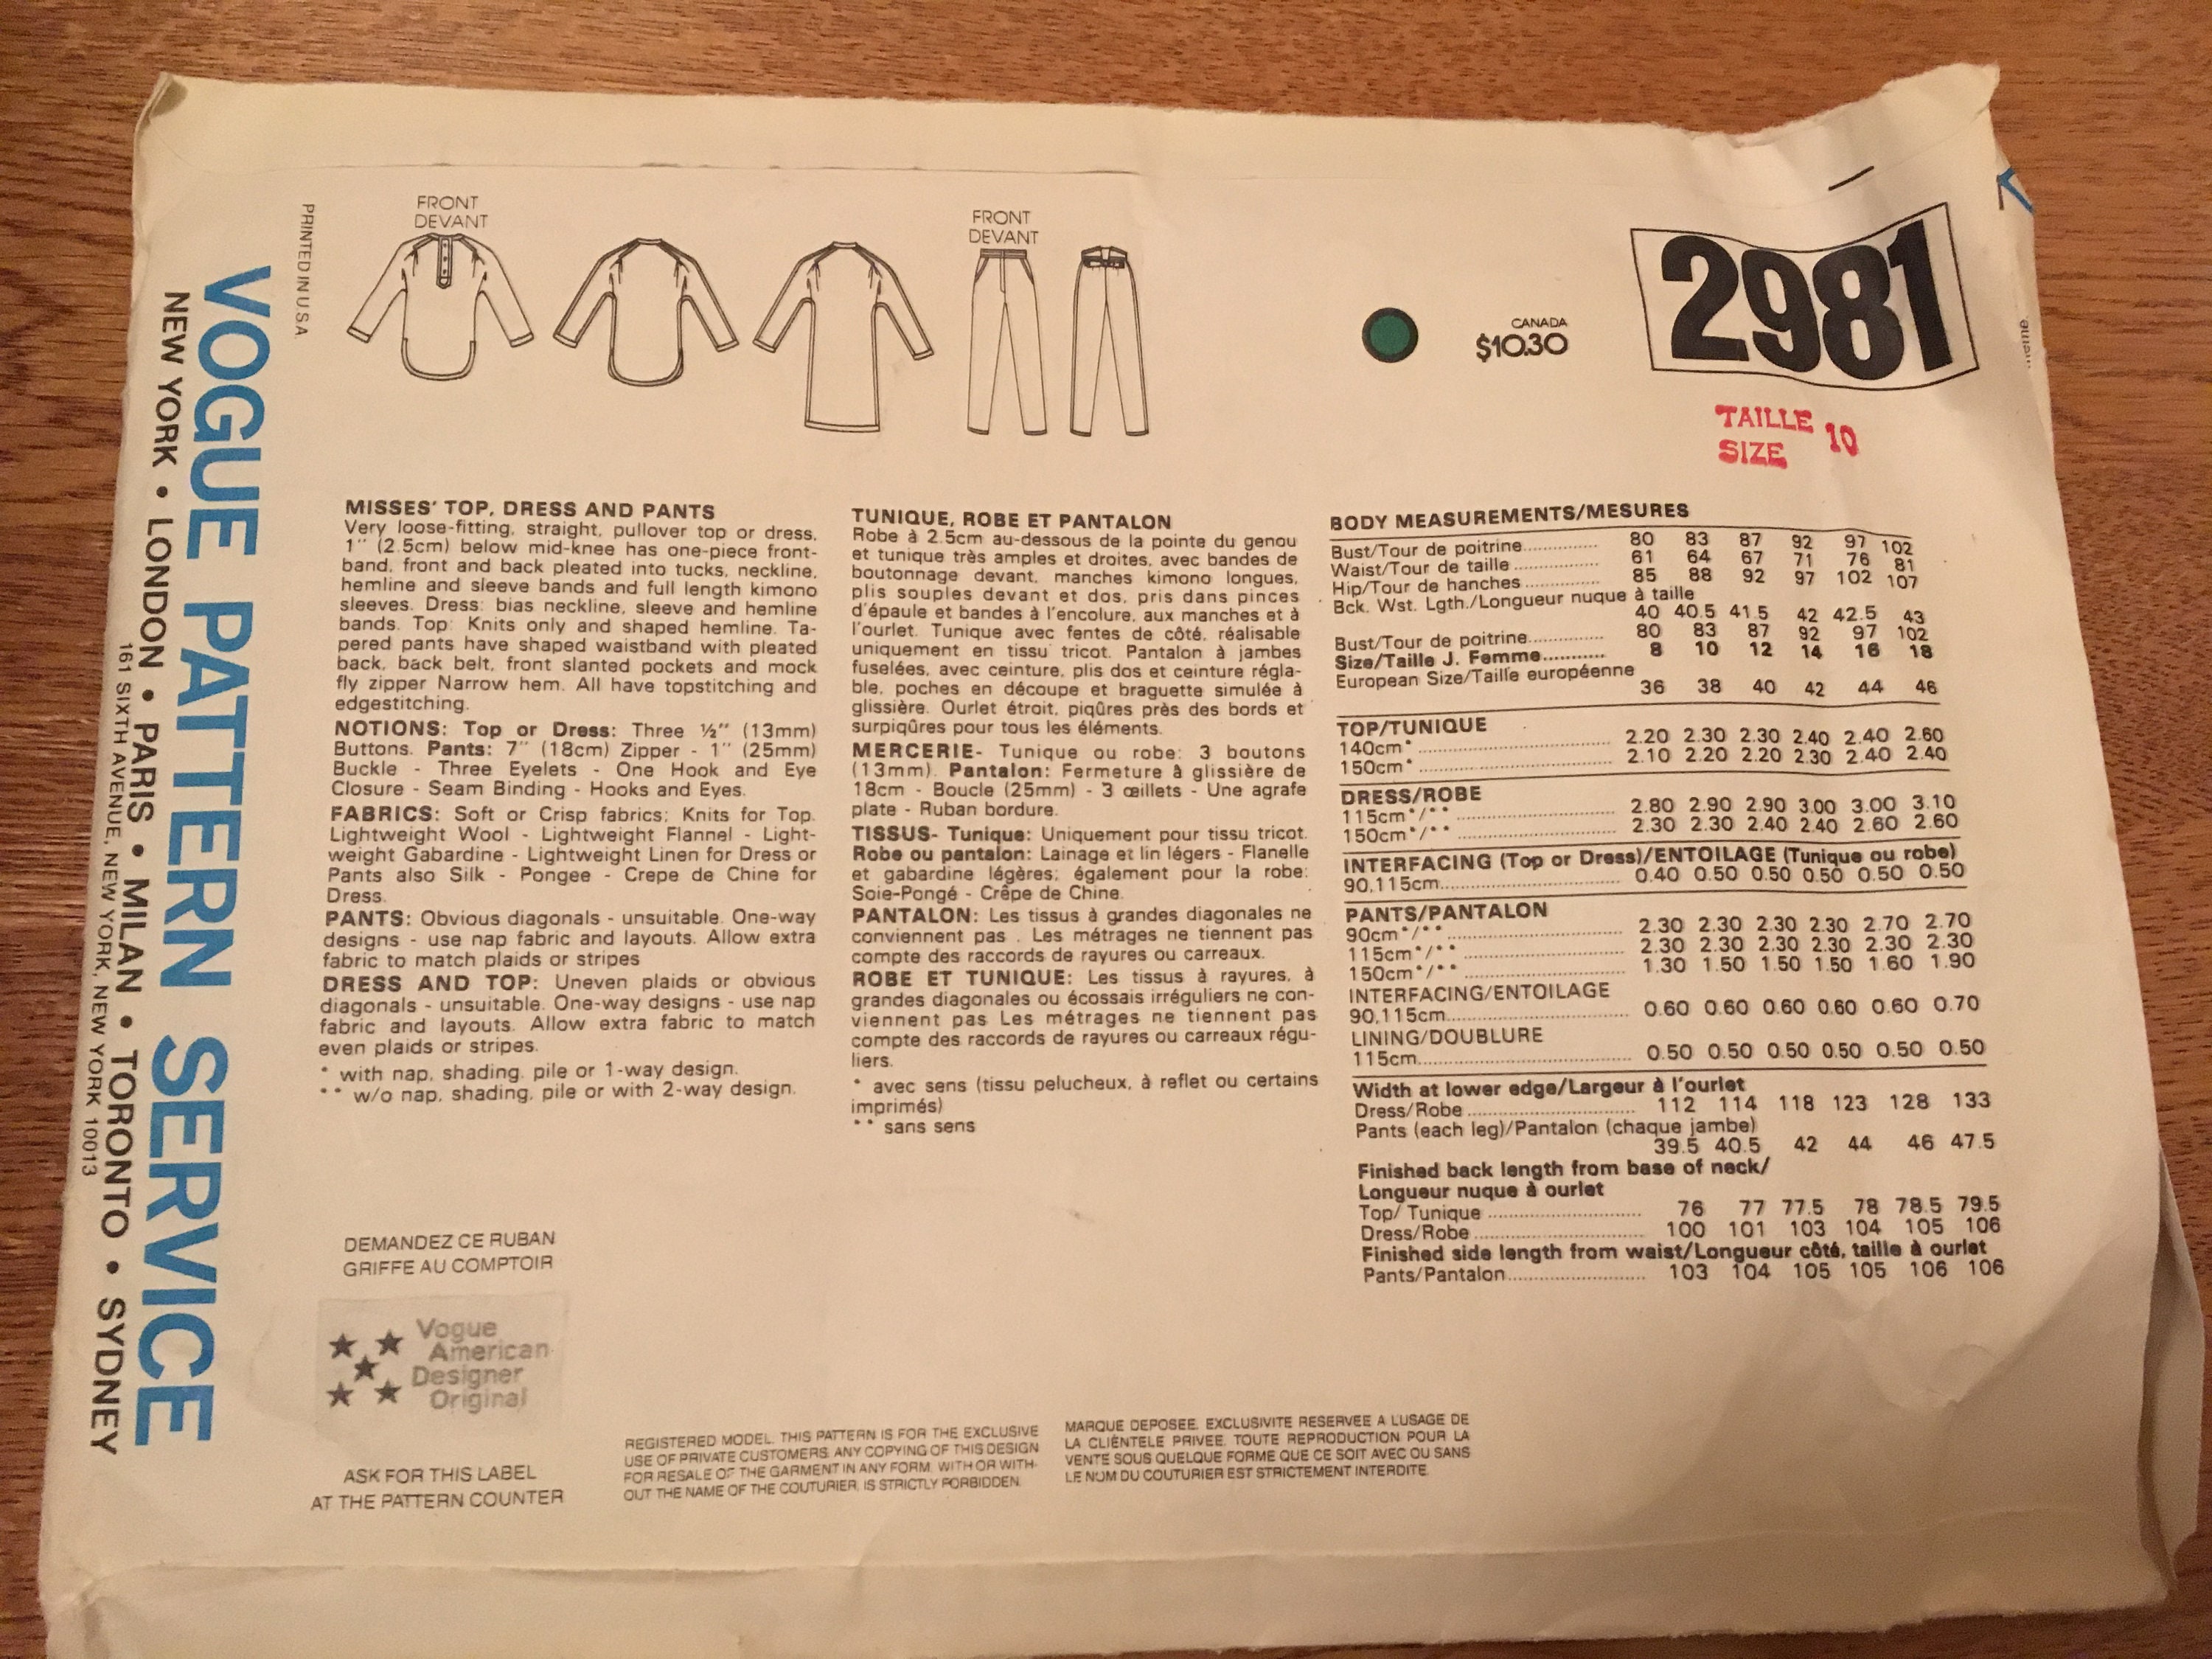 VOGUE PATTERN SERVICE
NEW YORK • LONDON • PARIS • MILAN • TORONTO • SYDNEY
161 SIXTH AVENUE, NEW YORK, NEW YORK 10013
PRINTED IN U.S.A.
FRONT
DEVANT
FRONT
DEVANT
CANADA
$10.30
2981
TAILLE
SIZE 10
MISSES' TOP, DRESS AND PANTS
Very loose-fitting, straight, pullover top or dress,
1" (2.5cm) below mid-knee has one-piece front-
band, front and back pleated into tucks, neckline,
hemline and sleeve bands and full length kimono
sleeves. Dress: bias neckline, sleeve and hemline
bands. Top: Knits only and shaped hemline. Ta-
pered pants have shaped waistband with pleated
back, back belt, front slanted pockets and mock
fly zipper Narrow hem. All have topstitching and
edgestitching.
NOTIONS: Top or Dress: Three ½" (13mm)
Buttons. Pants: 7" (18cm) Zipper - 1" (25mm)
Buckle - Three Eyelets - One Hook and Eye
Closure - Seam Binding - Hooks and Eyes.
FABRICS: Soft or Crisp fabrics; Knits for Top.
Lightweight Wool - Lightweight Flannel - Light-
weight Gabardine - Lightweight Linen for Dress or
Pants also Silk - Pongee - Crepe de Chine for
Dress.
PANTS: Obvious diagonals - unsuitable. One-way
designs - use nap fabric and layouts. Allow extra
fabric to match plaids or stripes
DRESS AND TOP: Uneven plaids or obvious
diagonals - unsuitable. One-way designs - use nap
fabric and layouts. Allow extra fabric to match
even plaids or stripes.
* with nap, shading, pile or 1-way design.
** w/o nap, shading, pile or with 2-way design.
TUNIQUE, ROBE ET PANTALON
Robe à 2.5cm au-dessous de la pointe du genou
et tunique très amples et droites, avec bandes de
boutonnage devant, manches kimono longues,
plis souples devant et dos, pris dans pinces
d'épaule et bandes à l'encolure, aux manches et à
l'ourlet. Tunique avec fentes de côté, réalisable
uniquement en tissu tricot. Pantalon à jambes
fuselées, avec ceinture, plis dos et ceinture régla-
ble, poches en découpe et braguette simulée à
glissière. Ourlet étroit, piqûres près des bords et
surpiqûres pour tous les éléments.
MERCERIE- Tunique ou robe: 3 boutons
(13mm). Pantalon: Fermeture à glissière de
18cm - Boucle (25mm) - 3 œillets - Une agrafe
plate - Ruban bordure.
TISSUS- Tunique: Uniquement pour tissu tricot.
Robe ou pantalon: Lainage et lin légers - Flanelle
et gabardine légères; également pour la robe:
Soie-Pongé - Crêpe de Chine.
PANTALON: Les tissus à grandes diagonales ne
conviennent pas . Les métrages ne tiennent pas
compte des raccords de rayures ou carreaux.
ROBE ET TUNIQUE: Les tissus à rayures, à
grandes diagonales ou écossais irréguliers ne con-
viennent pas Les métrages ne tiennent pas
compte des raccords de rayures ou carreaux régu-
liers.
* avec sens (tissu pelucheux, à reflet ou certains
imprimés)
** sans sens
BODY MEASUREMENTS/MESURES
Bust/Tour de poitrine 80 83 87 92 97 102
Waist/Tour de taille 61 64 67 71 76 81
Hip/Tour de hanches 85 88 92 97 102 107
Bck. Wst. Lgth./Longueur nuque à taille
40 40.5 41.5 42 42.5 43
Bust/Tour de poitrine 80 83 87 92 97 102
Size/Taille J. Femme 8 10 12 14 16 18
European Size/Taille européenne
36 38 40 42 44 46
TOP/TUNIQUE
140cm* 2.20 2.30 2.30 2.40 2.40 2.60
150cm* 2.10 2.20 2.20 2.30 2.40 2.40
DRESS/ROBE
115cm*/** 2.80 2.90 2.90 3.00 3.00 3.10
150cm*/** 2.30 2.30 2.40 2.40 2.60 2.60
INTERFACING (Top or Dress)/ENTOILAGE (Tunique ou robe)
90,115cm 0.40 0.50 0.50 0.50 0.50 0.50
PANTS/PANTALON
90cm*/** 2.30 2.30 2.30 2.30 2.70 2.70
115cm*/** 2.30 2.30 2.30 2.30 2.30 2.30
150cm*/** 1.30 1.50 1.50 1.50 1.60 1.90
INTERFACING/ENTOILAGE
90,115cm 0.60 0.60 0.60 0.60 0.60 0.70
LINING/DOUBLURE
115cm 0.50 0.50 0.50 0.50 0.50 0.50
Width at lower edge/Largeur à l'ourlet
Dress/Robe 112 114 118 123 128 133
Pants (each leg)/Pantalon (chaque jambe)
39.5 40.5 42 44 46 47.5
Finished back length from base of neck/
Longueur nuque à ourlet
Top/ Tunique 76 77 77.5 78 78.5 79.5
Dress/Robe 100 101 103 104 105 106
Finished side length from waist/Longueur côté, taille à ourlet
Pants/Pantalon 103 104 105 105 106 106
DEMANDEZ CE RUBAN
GRIFFE AU COMPTOIR
Vogue
American
Designer
Original
ASK FOR THIS LABEL
AT THE PATTERN COUNTER
REGISTERED MODEL. THIS PATTERN IS FOR THE EXCLUSIVE
USE OF PRIVATE CUSTOMERS. ANY COPYING OF THIS DESIGN
FOR RESALE OF THE GARMENT IN ANY FORM, WITH OR WITH-
OUT THE NAME OF THE COUTURIER, IS STRICTLY FORBIDDEN.
MARQUE DEPOSEE. EXCLUSIVITE RESERVEE A L'USAGE DE
LA CLIENTELE PRIVEE. TOUTE REPRODUCTION POUR LA
VENTE SOUS QUELQUE FORME QUE CE SOIT AVEC OU SANS
LE NOM DU COUTURIER EST STRICTEMENT INTERDITE.